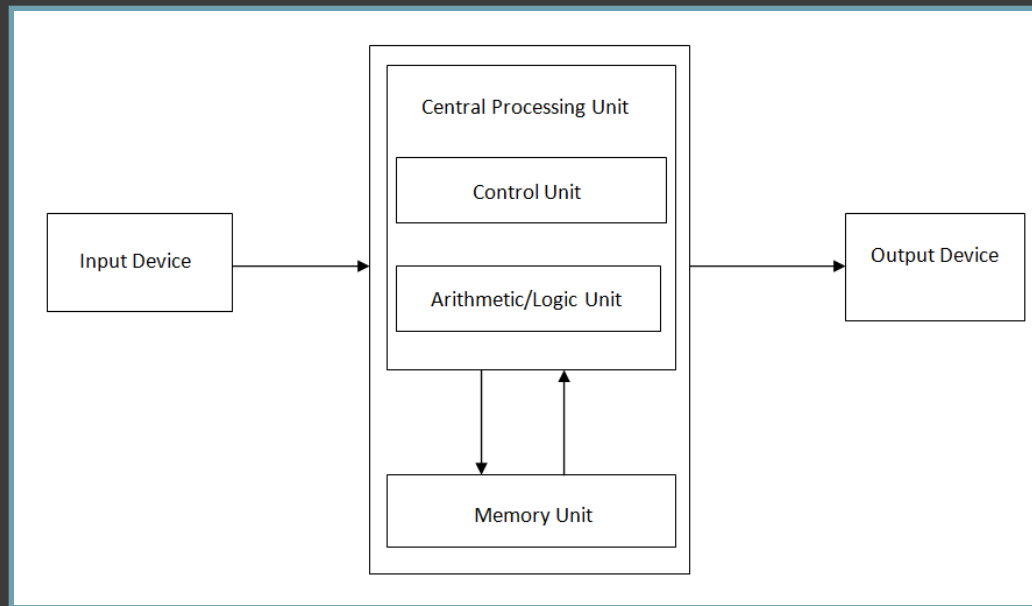 Central Processing Unit
Control Unit
Input Device
Arithmetic/Logic Unit
Output Device
Memory Unit